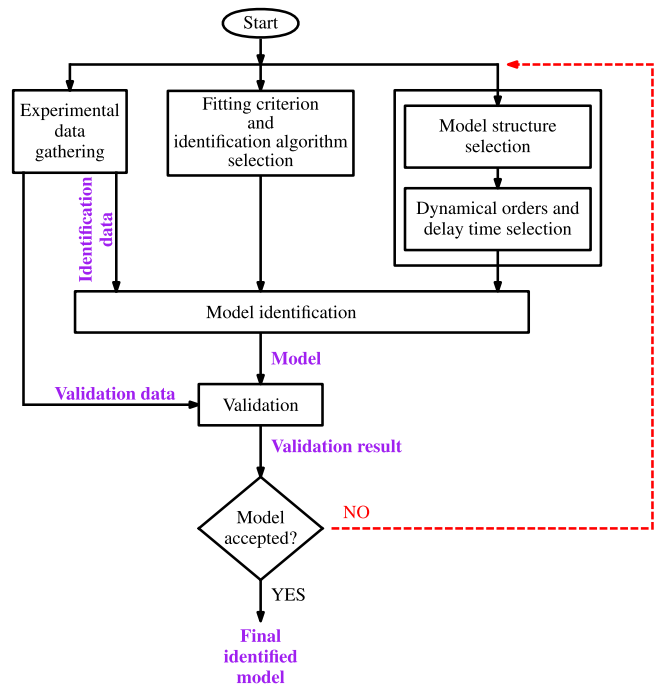 Start
Experimental
data
gathering
Fitting criterion
and
identification algorithm
selection
Model structure
selection
Dynamical orders and
delay time selection
Identification
data
Model identification
Model
Validation data
Validation
Validation result
Model
accepted?
NO
YES
Final
identified
model